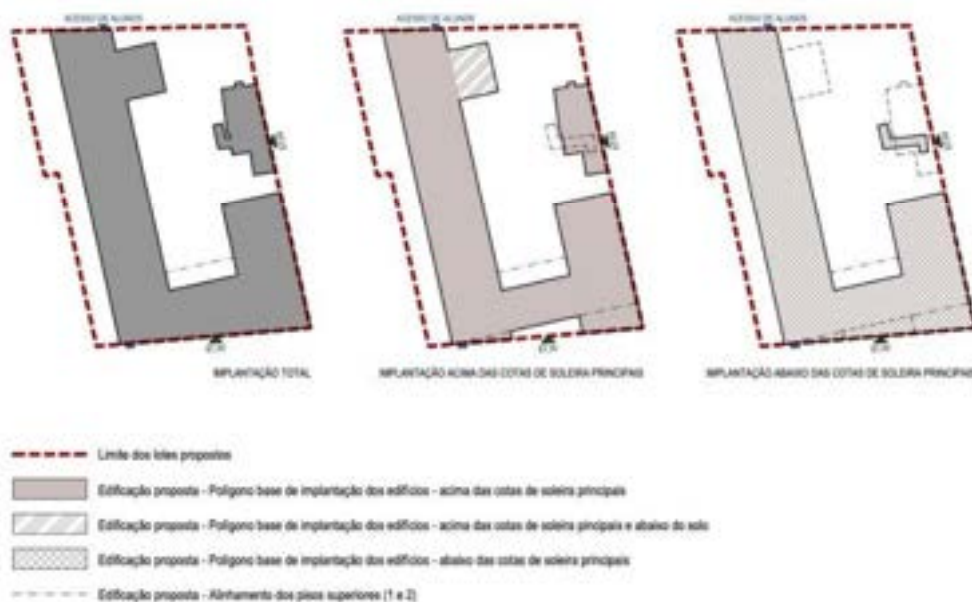 ACESSO DE ALUNOS
ACESSO DE ALUNOS
ACESSO DE ALUNOS
IMPLANTAÇÃO TOTAL
IMPLANTAÇÃO ACIMA DAS COTAS DE SOLEIRA PRINCIPAIS
IMPLANTAÇÃO ABAIXO DAS COTAS DE SOLEIRA PRINCIPAIS
Limite dos lotes propostos
Edificação proposta - Polígono base de implantação dos edifícios - acima das cotas de soleira principais
Edificação proposta - Polígono base de implantação dos edifícios - acima das cotas de soleira pincipais e abaixo do solo
Edificação proposta - Polígono base de implantação dos edifícios - abaixo das cotas de soleira principais
Edificação proposta - Alinhamento dos pisos superiores (1 e 2)